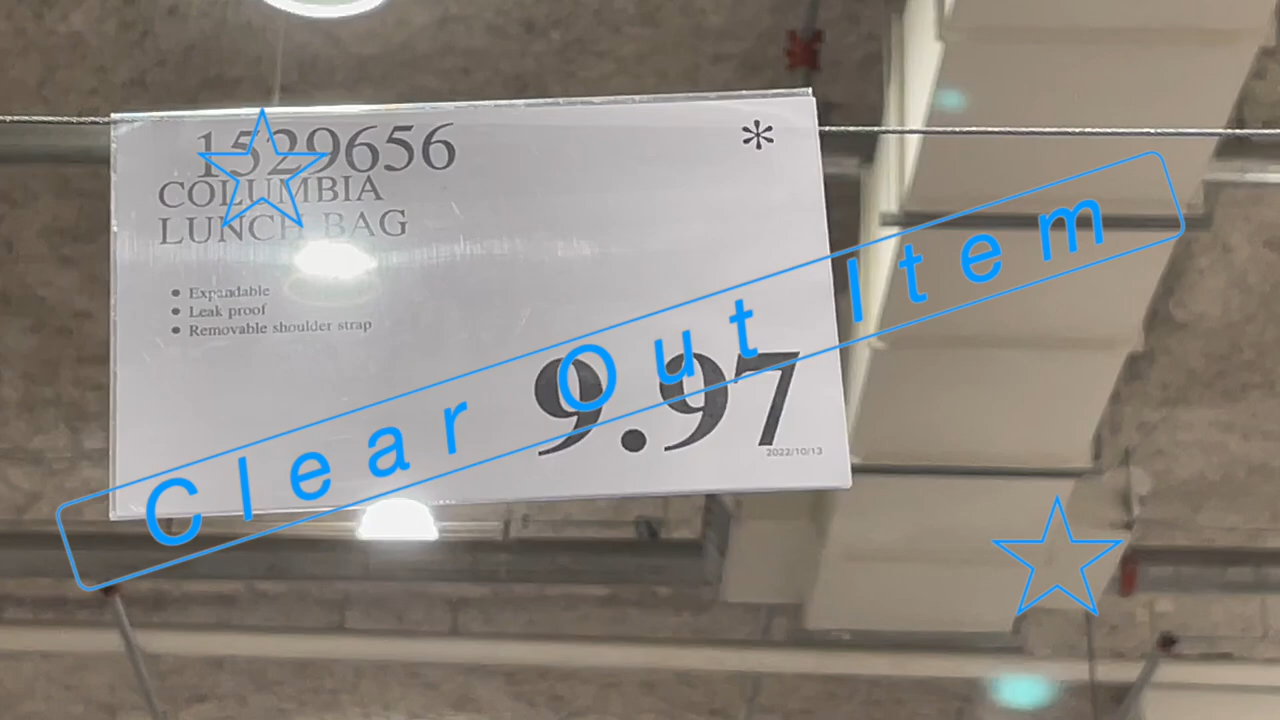 1529656
*
COLUMBIA
LUNCH BAG
• Expandable
• Leak proof
• Removable shoulder strap
9.97
2022/10/13
Clear Out Item